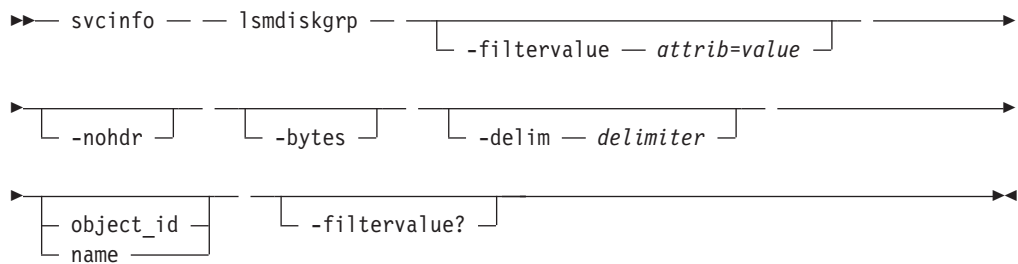 svcinfo lsmdiskgrp
-filtervalue attrib=value
-nohdr -bytes -delim delimiter
object_id -filtervalue?
name